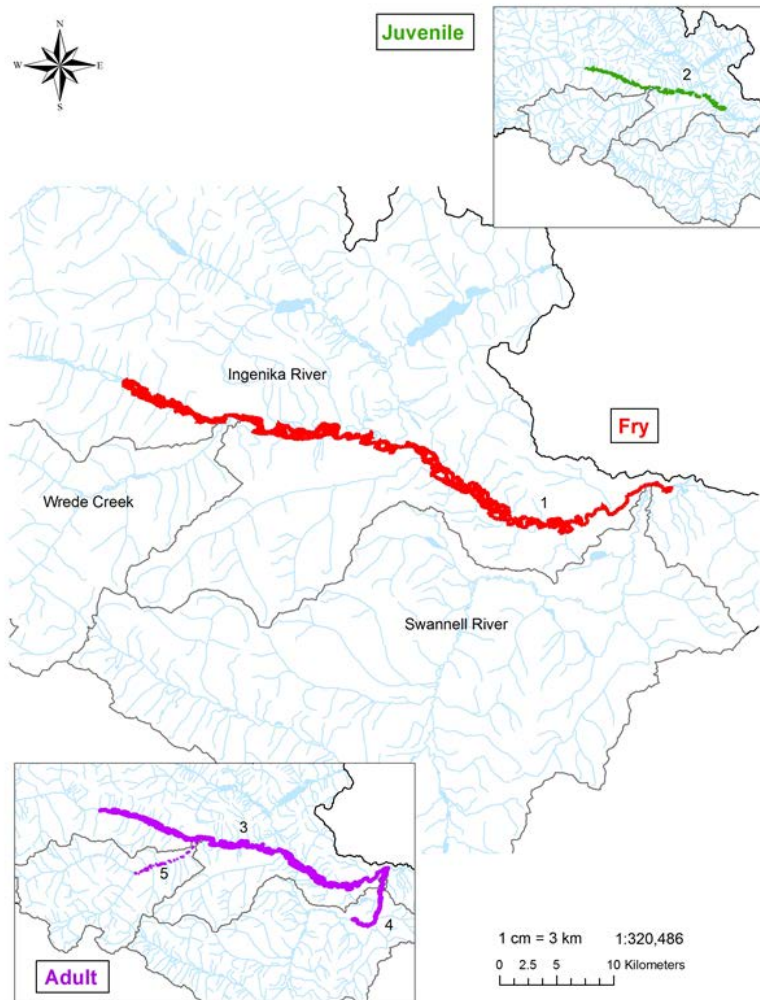 N
W E
S
Juvenile
2
Ingenika River
Fry
Wrede Creek
1
Swannell River
3
5
4
Adult
1 cm = 3 km 1:320,486
0 2.5 5 10 Kilometers